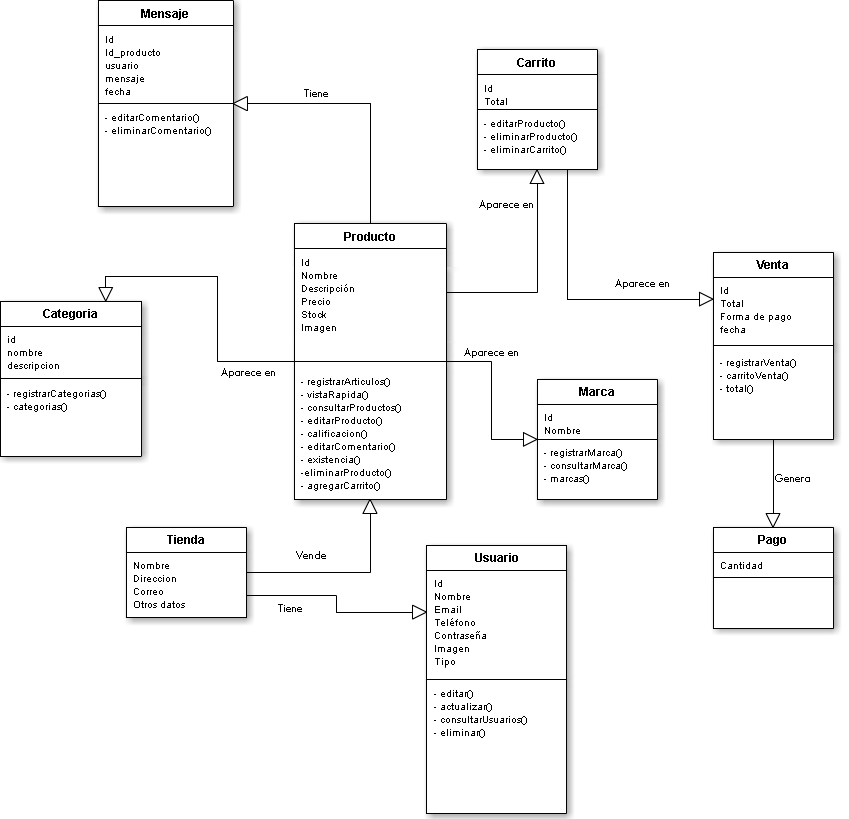 Mensaje
Id
Id_producto
usuario
mensaje
fecha
- editarComentario()
- eliminarComentario()
Tiene
Carrito
Id
Total
- editarProducto()
- eliminarProducto()
- eliminarCarrito()
Aparece en
Producto
Id
Nombre
Descripción
Precio
Stock
Imagen
- registrarArticulos()
- vistaRapida()
- consultarProductos()
- editarProducto()
- calificacion()
- editarComentario()
- existencia()
-eliminarProducto()
- agregarCarrito()
Aparece en
Venta
Id
Total
Forma de pago
fecha
- registrarVenta()
- carritoVenta()
- total()
Categoria
id
nombre
descripcion
- registrarCategorias()
- categorias()
Aparece en
Aparece en
Marca
Id
Nombre
- registrarMarca()
- consultarMarca()
- marcas()
Genera
Pago
Cantidad
Tienda
Nombre
Direccion
Correo
Otros datos
Vende
Tiene
Usuario
Id
Nombre
Email
Teléfono
Contraseña
Imagen
Tipo
- editar()
- actualizar()
- consultarUsuarios()
- eliminar()